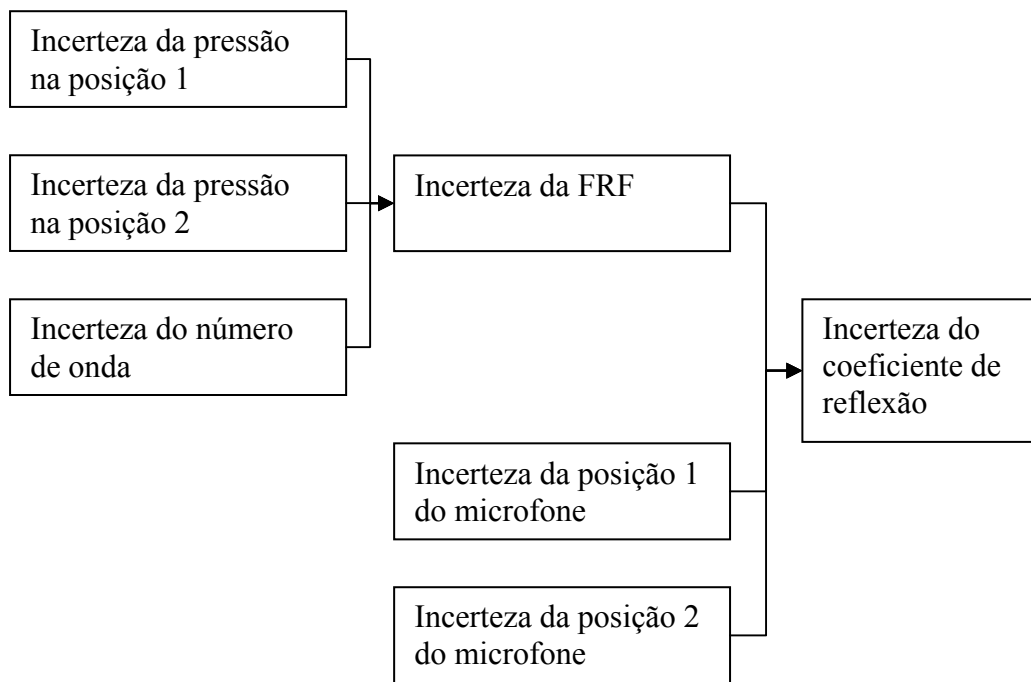 Incerteza da pressão
na posição 1
Incerteza da pressão
na posição 2
Incerteza do número
de onda
Incerteza da FRF
Incerteza da posição 1
do microfone
Incerteza da posição 2
do microfone
Incerteza do
coeficiente de
reflexão